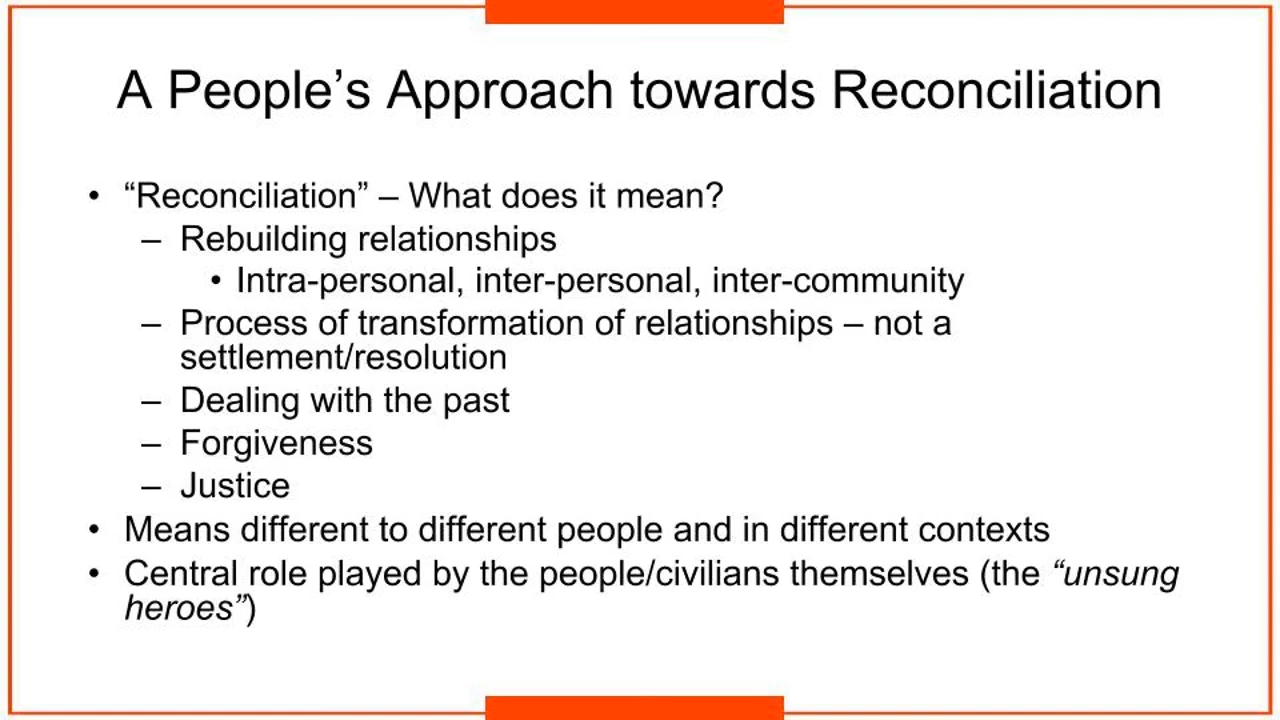 A People’s Approach towards Reconciliation
• “Reconciliation” – What does it mean?
– Rebuilding relationships
• Intra-personal, inter-personal, inter-community
– Process of transformation of relationships – not a
settlement/resolution
– Dealing with the past
– Forgiveness
– Justice
• Means different to different people and in different contexts
• Central role played by the people/civilians themselves (the “unsung
heroes”)